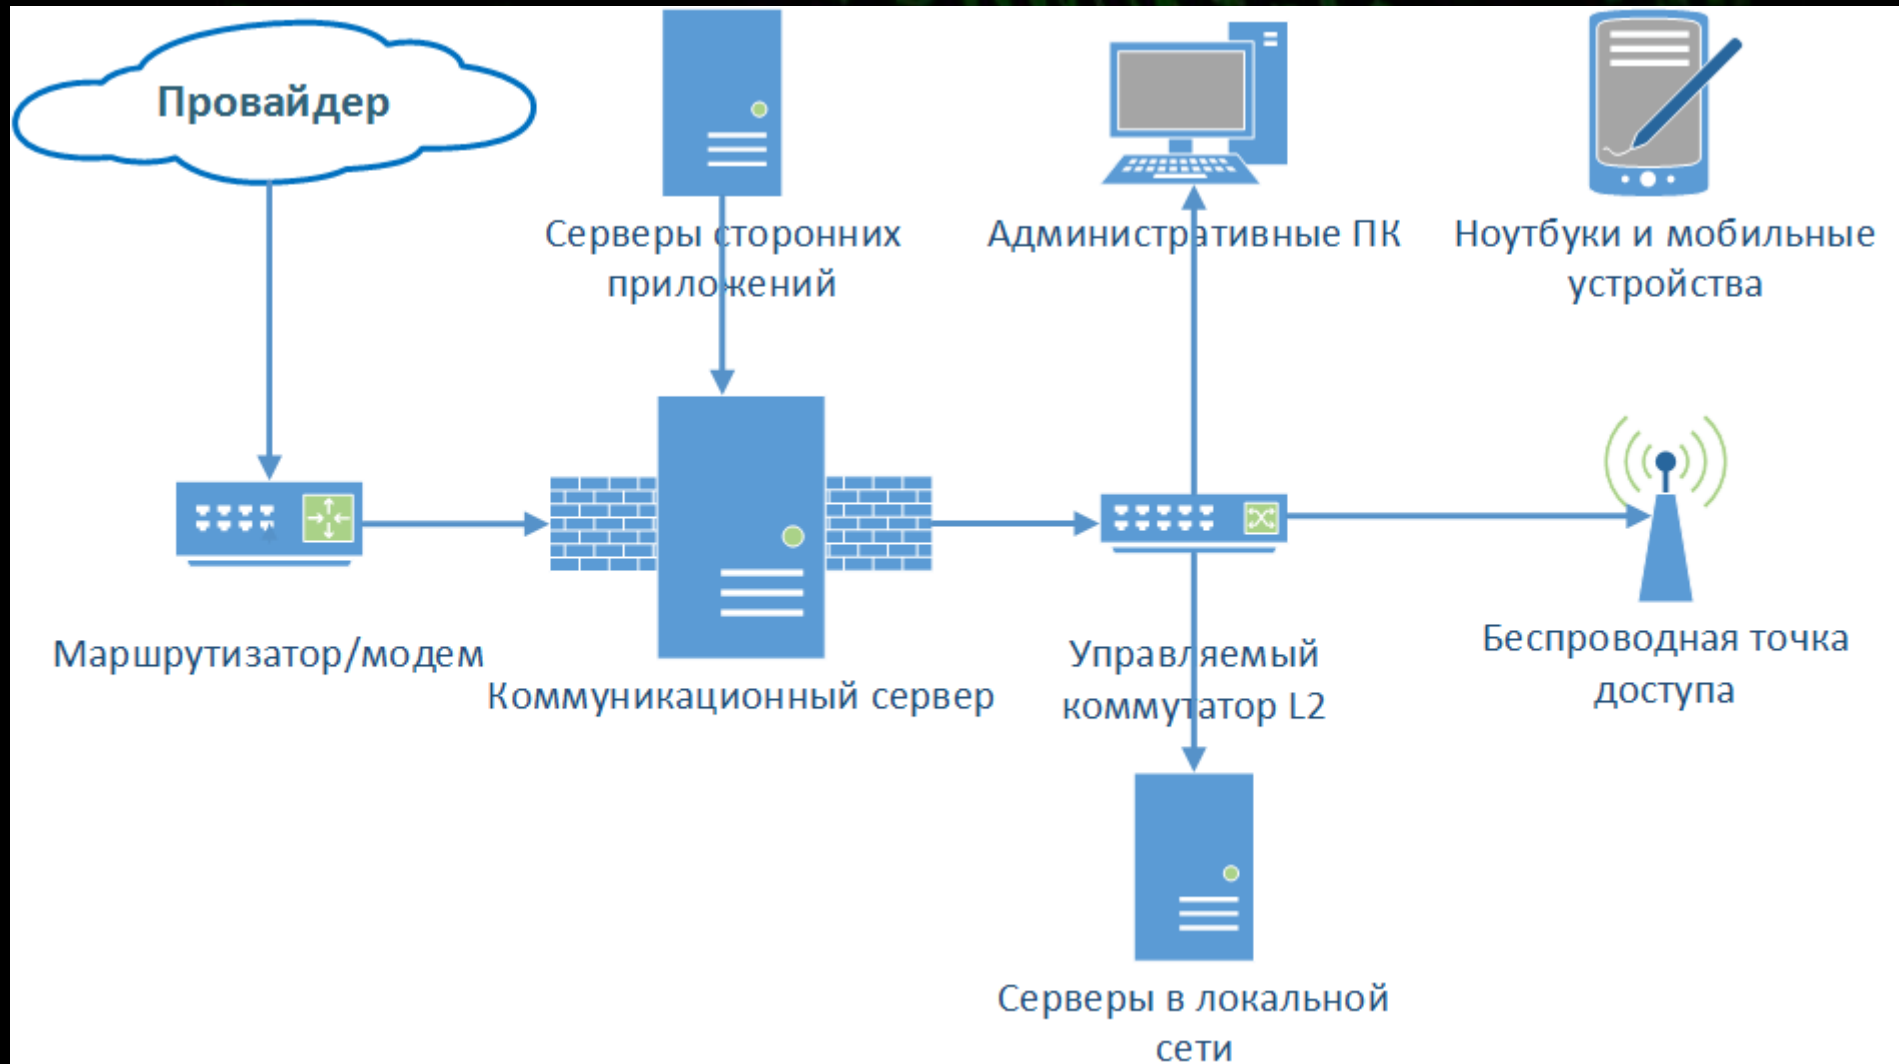 Провайдер
Серверы сторонних
приложений
Административные ПК
Ноутбуки и мобильные
устройства
Маршрутизатор/модем
Коммуникационный сервер
Управляемый
коммутатор L2
Беспроводная точка
доступа
Серверы в локальной
сети